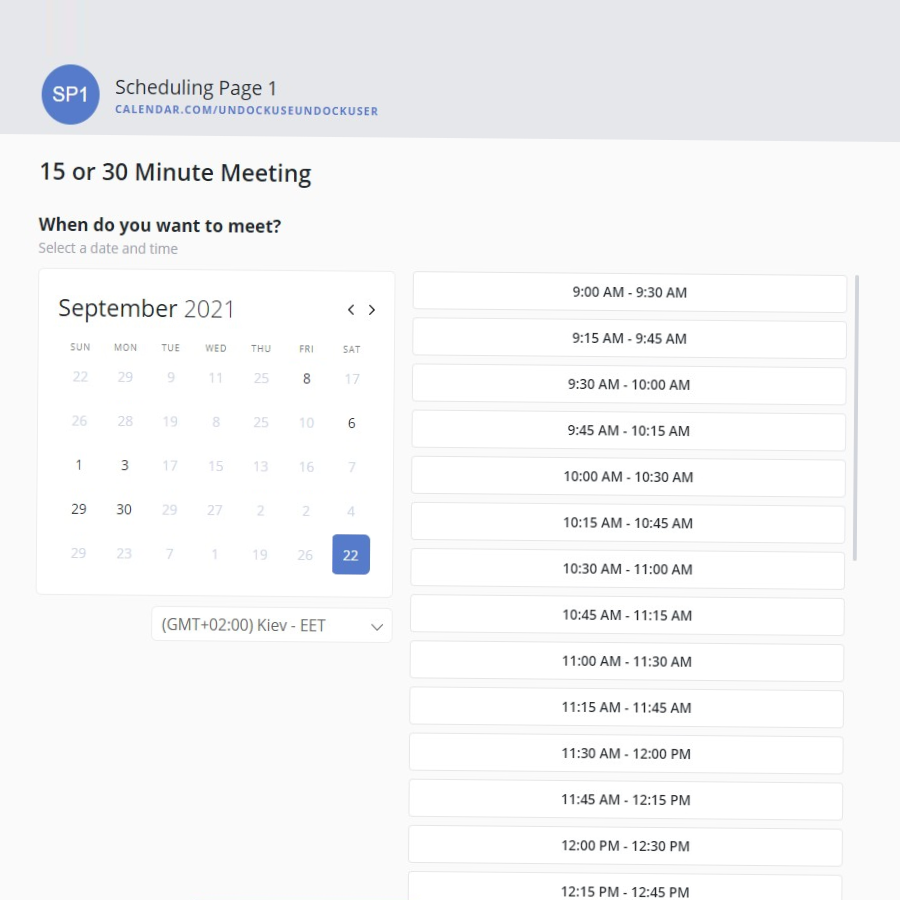 SP1
Scheduling Page 1
CALENDAR.COM/UNDOCKUSEUNDOCKUSER
15 or 30 Minute Meeting
When do you want to meet?
Select a date and time
September 2021
SUN MON TUE WED THU FRI SAT
22 29 9 11 25 8 17
26 28 19 8 25 10 6
1 3 17 15 13 16 7
29 30 29 27 2 2 4
29 23 7 1 19 26 22
(GMT+02:00) Kiev - EET
9:00 AM - 9:30 AM
9:15 AM - 9:45 AM
9:30 AM - 10:00 AM
9:45 AM - 10:15 AM
10:00 AM - 10:30 AM
10:15 AM - 10:45 AM
10:30 AM - 11:00 AM
10:45 AM - 11:15 AM
11:00 AM - 11:30 AM
11:15 AM - 11:45 AM
11:30 AM - 12:00 PM
11:45 AM - 12:15 PM
12:00 PM - 12:30 PM
12:15 PM - 12:45 PM